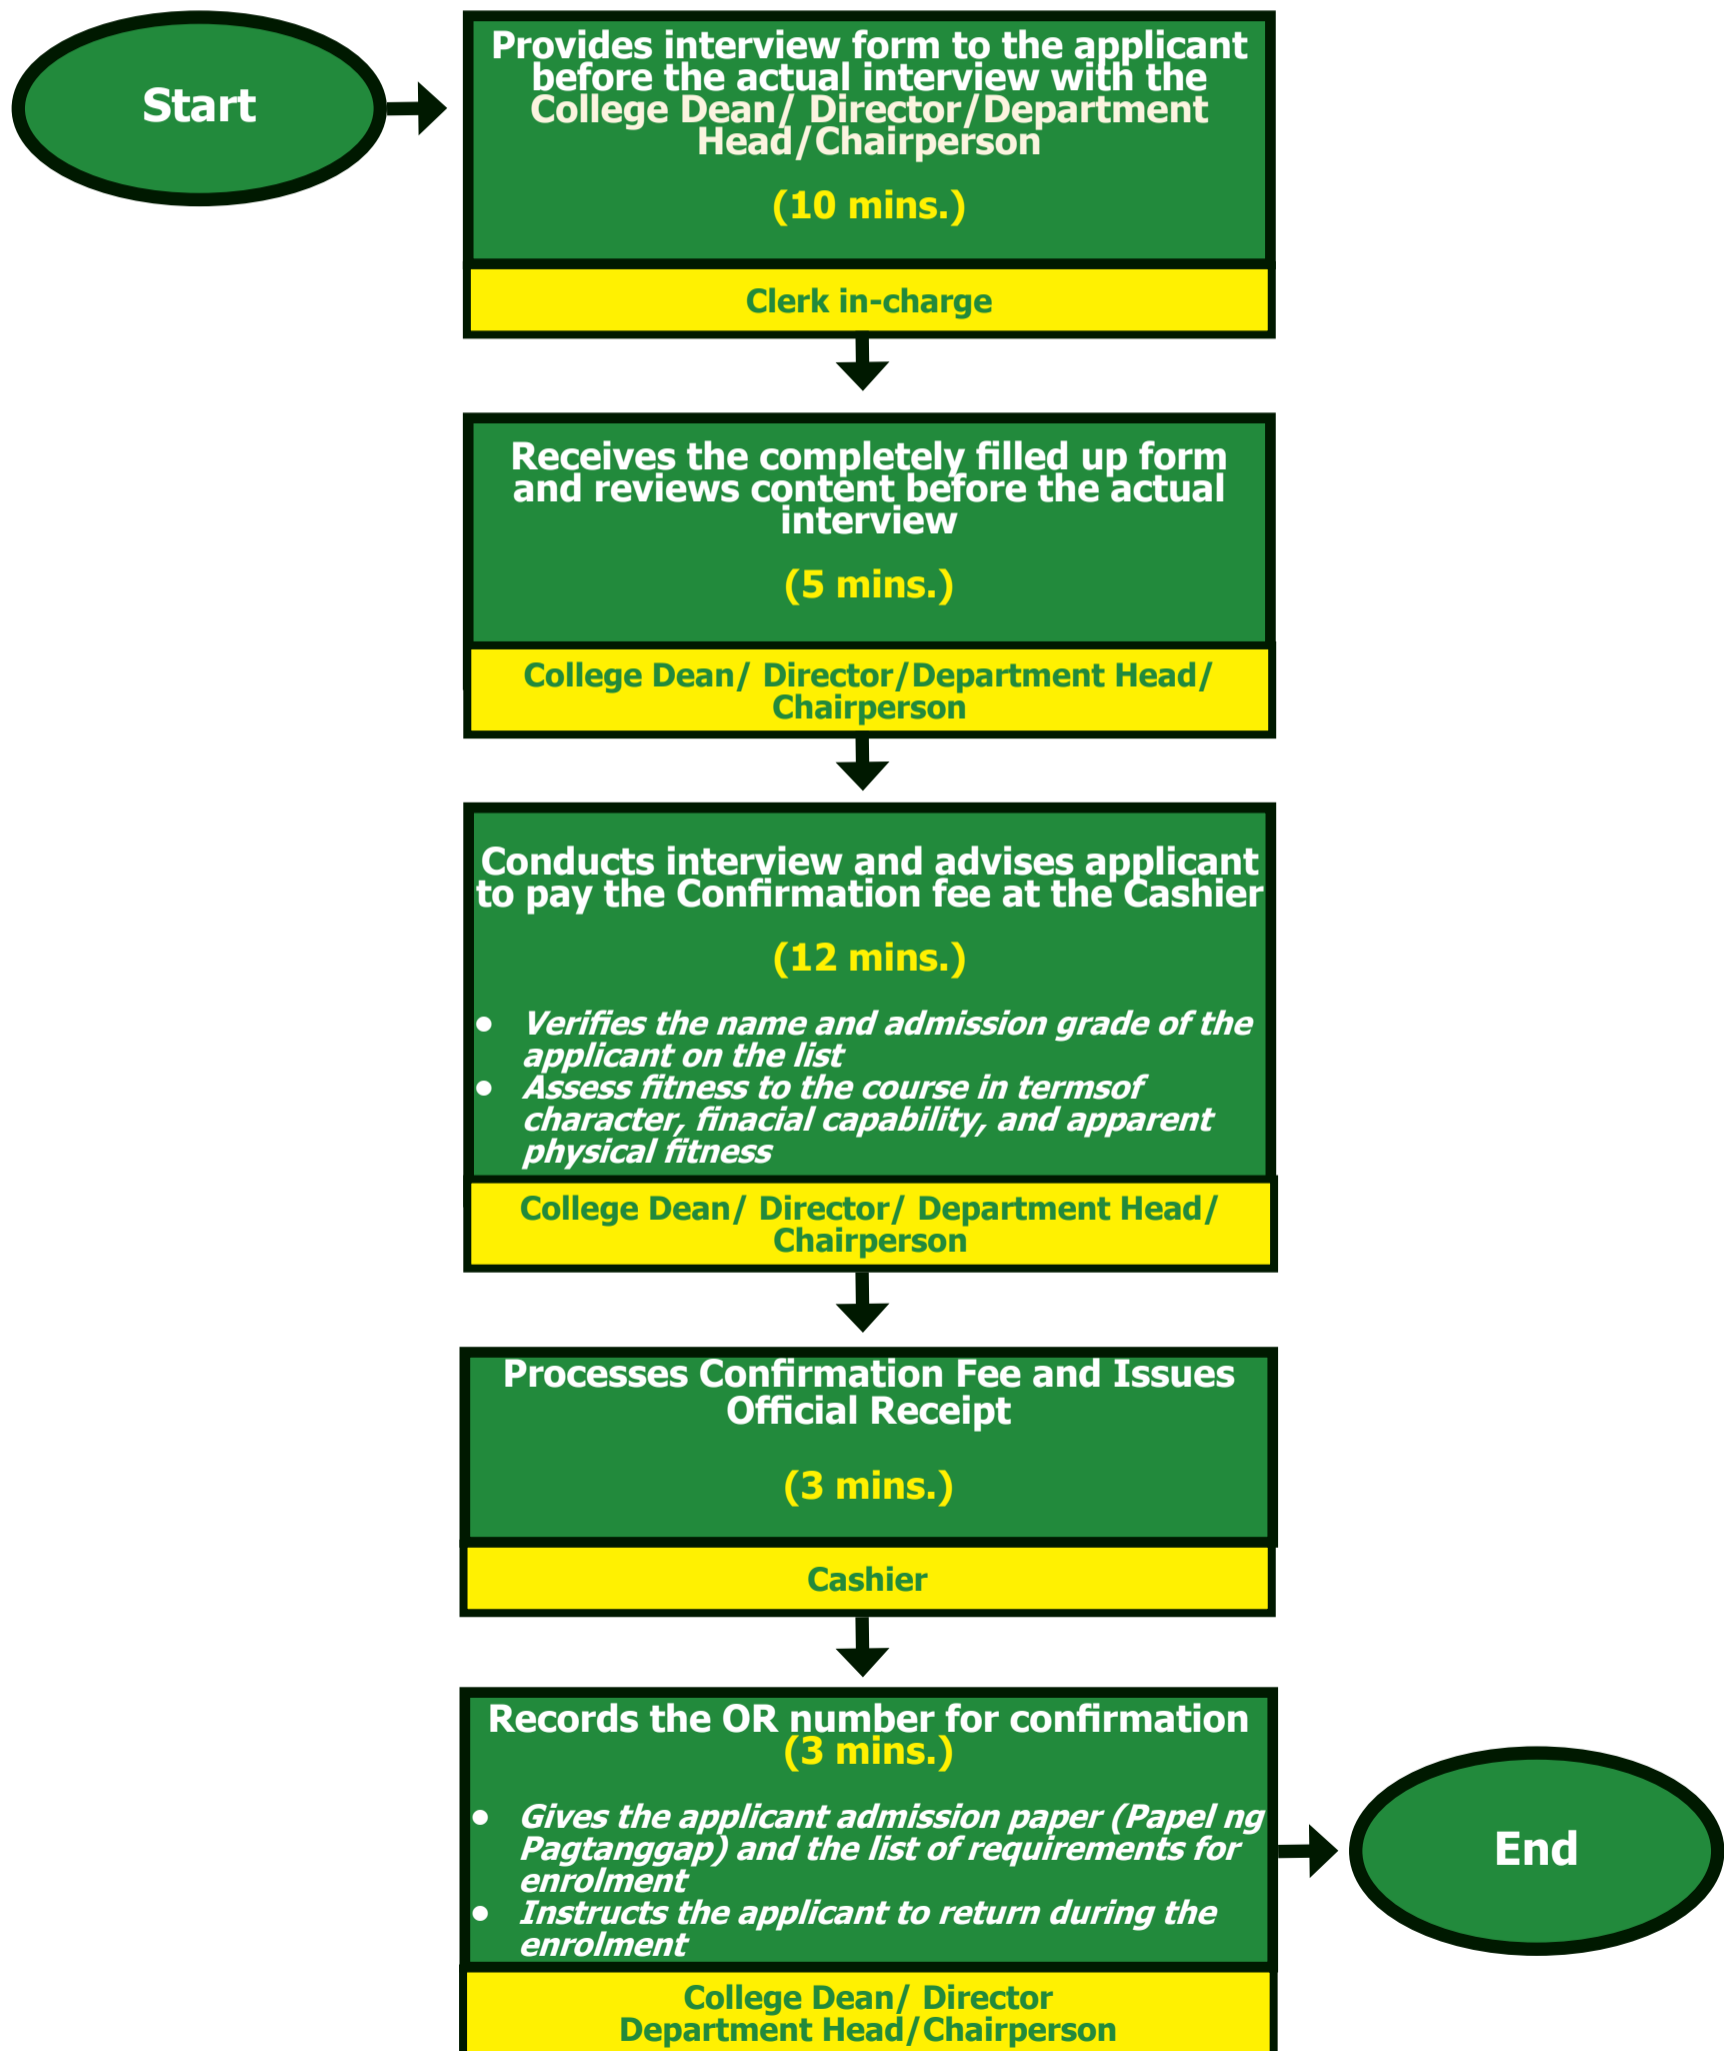 Start
Provides interview form to the applicant
before the actual interview with the
College Dean/ Director/Department
Head/Chairperson
(10 mins.)
Clerk in-charge
Receives the completely filled up form
and reviews content before the actual
interview
(5 mins.)
College Dean/ Director/Department Head/
Chairperson
Conducts interview and advises applicant
to pay the Confirmation fee at the Cashier
(12 mins.)
● Verifies the name and admission grade of the
applicant on the list
● Assess fitness to the course in termsof
character, finacial capability, and apparent
physical fitness
College Dean/ Director/ Department Head/
Chairperson
Processes Confirmation Fee and Issues
Official Receipt
(3 mins.)
Cashier
Records the OR number for confirmation
(3 mins.)
● Gives the applicant admission paper (Papel ng
Pagtanggap) and the list of requirements for
enrolment
● Instructs the applicant to return during the
enrolment
College Dean/ Director
Department Head/Chairperson
End